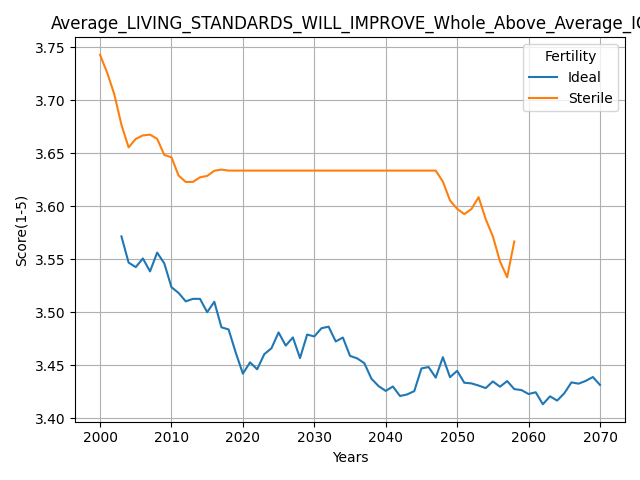 Average_LIVING_STANDARDS_WILL_IMPROVE_Whole_Above_Average_IQ
3.75
3.70
3.65
3.60
3.55
3.50
3.45
3.40
Score(1-5)
Fertility
Ideal
Sterile
2000 2010 2020 2030 2040 2050 2060 2070
Years